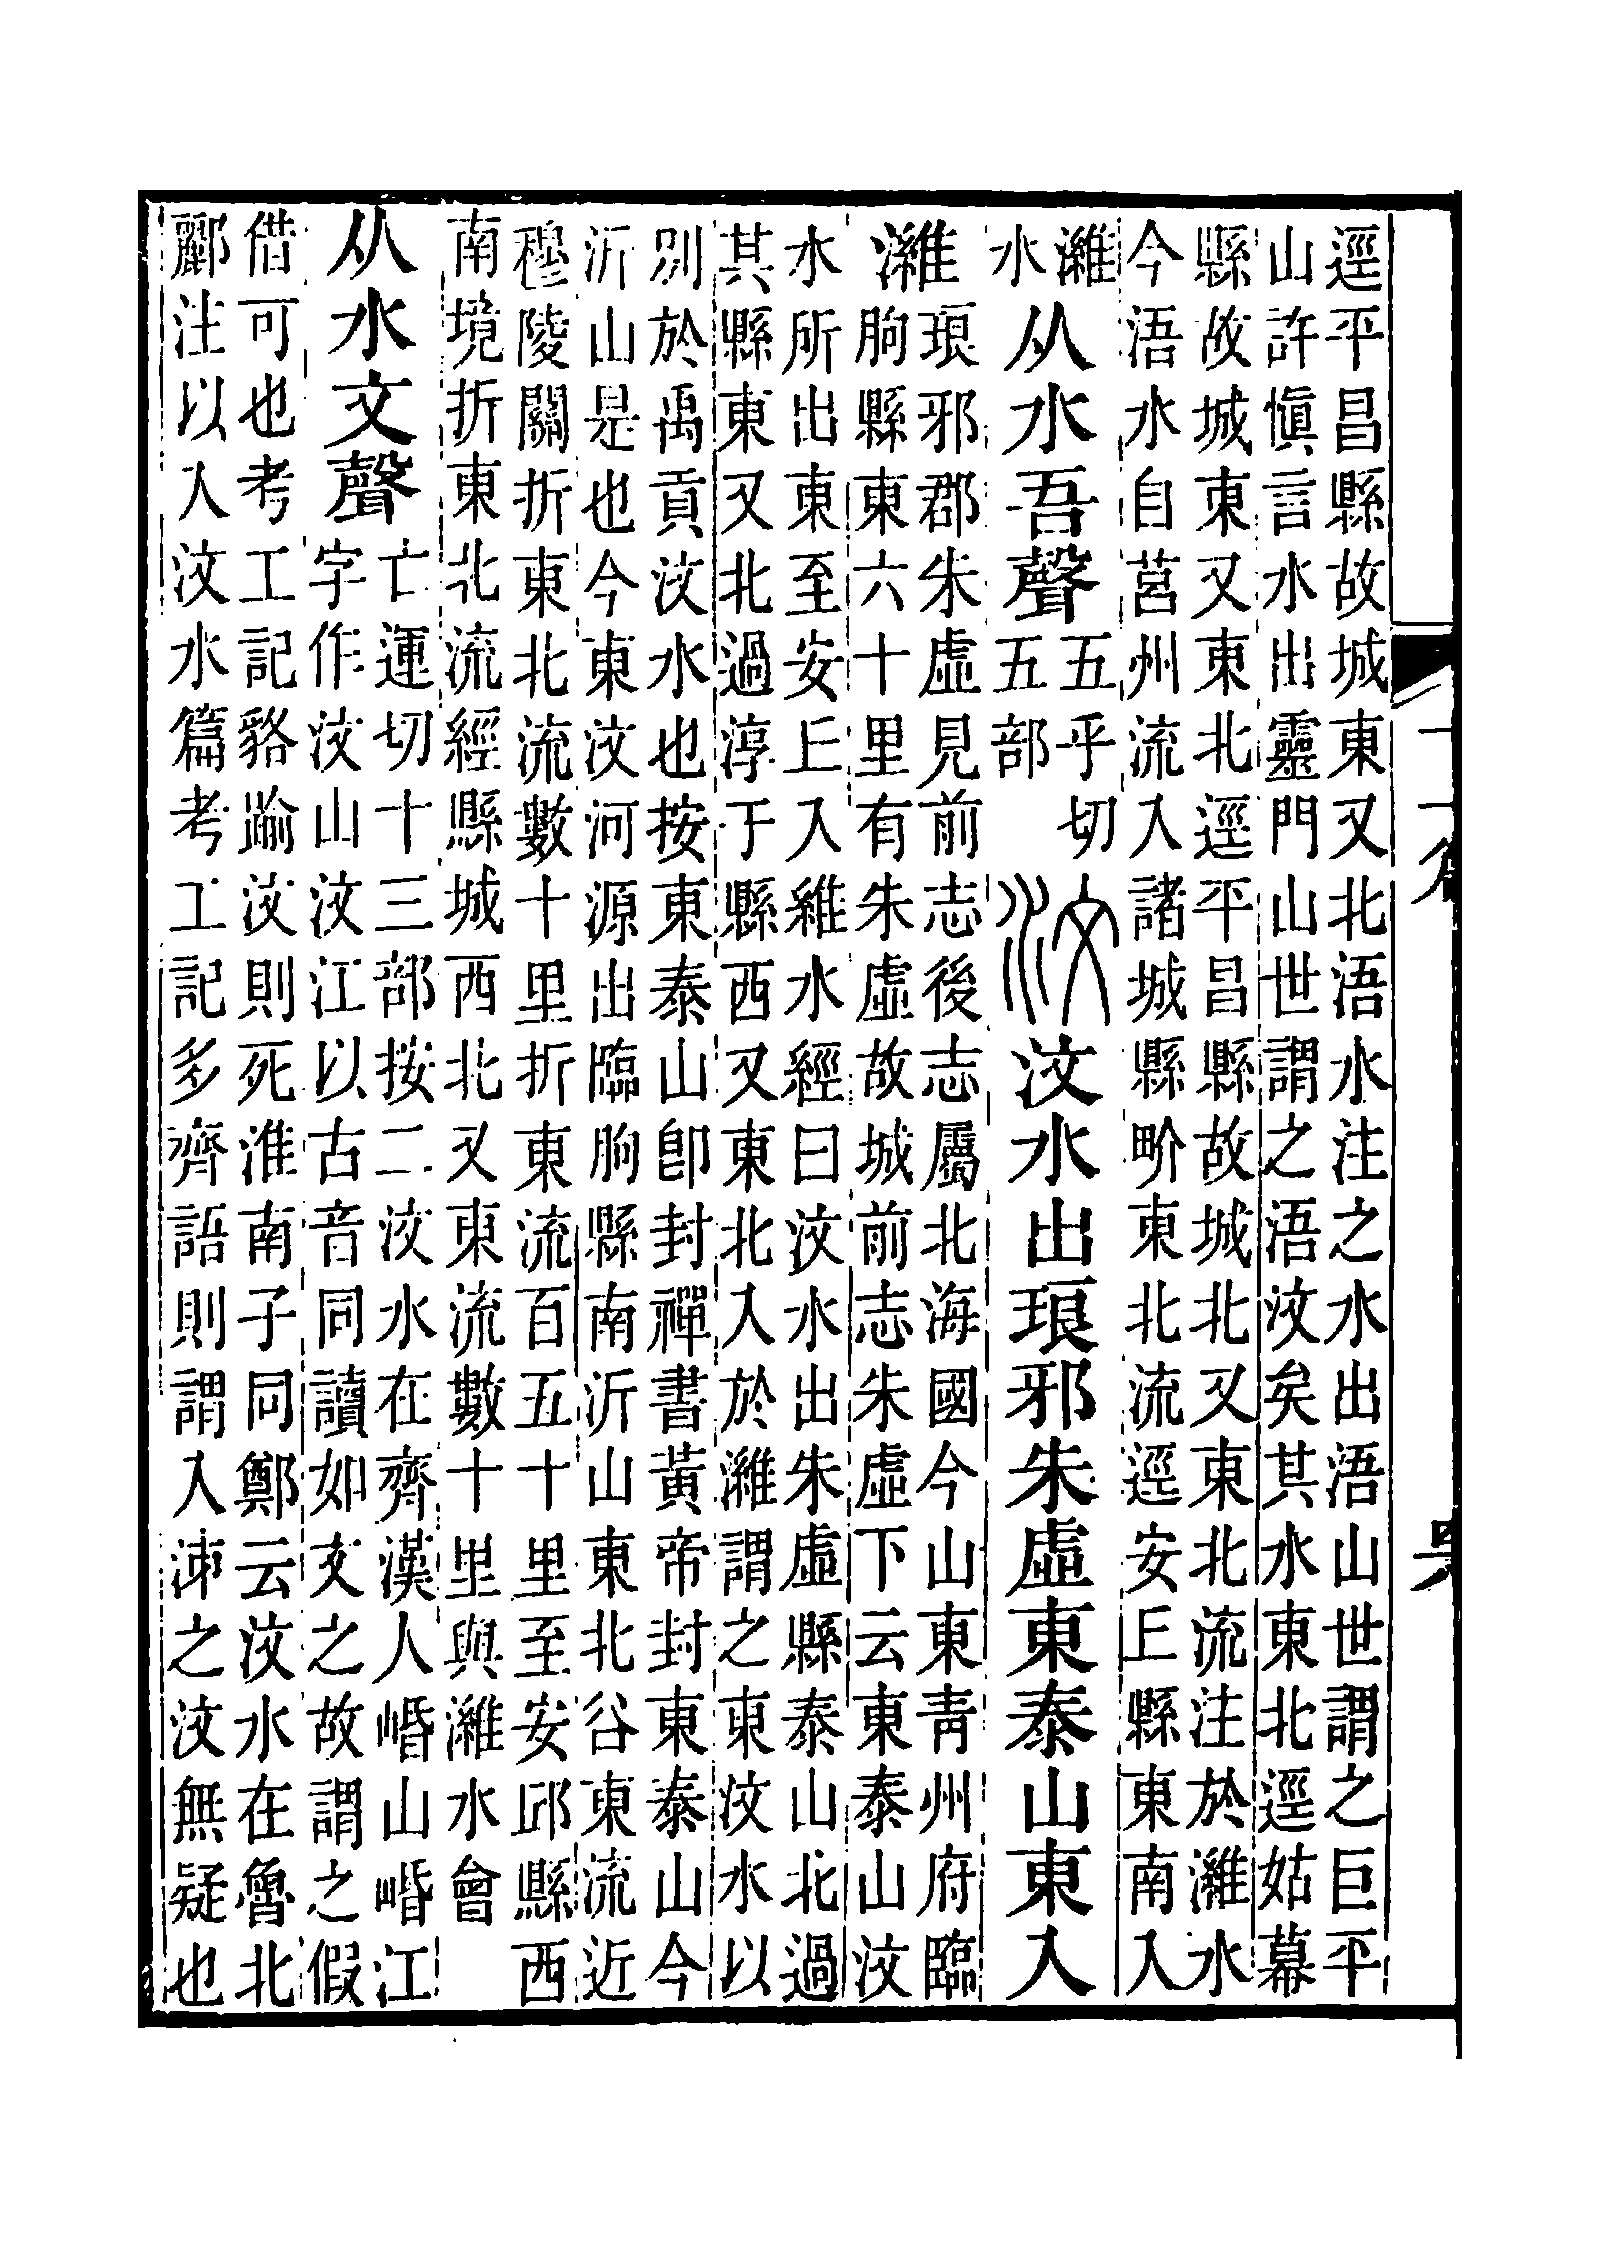 逕平昌縣故城東又北浯水注之水出浯山世謂之巨平
山許愼言水出靈門山世謂之浯汶矣其水東北逕姑幕
縣故城東又東北逕平昌縣故城北又東北流注於濰水
今浯水自莒州流入諸城縣畍東北流逕安丘縣東南入
濰
水
从水吾聲
五乎切
五部
汶
汶水出琅邪朱虛東泰山東入
濰
琅邪郡朱虛見前志後志屬北海國今山東青州府臨
朐縣東六十里有朱虛故城前志朱虛下云東泰山汶
水所出東至安丘入維水經曰汶水出朱虛縣泰山北過
其縣東又北過淳于縣西又東北入於濰謂之東汶水以
別於禹貢汶水也按東泰山卽封禪書黃帝封東泰山今
沂山是也今東汶河源出臨朐縣南沂山東北谷東流近
穆陵關折東北流數十里折東流百五十里至安邱縣西
南境折東北流經縣城西北又東流數十里與濰水會
从水文聲
亡運切十三部按二汶水在齊漢人崏山崏江
字作汶山汶江以古音同讀如文之故謂之假
借可也考工記貉踰汶則死淮南子同鄭云汶水在魯北
酈注以入汶水篇考工記多齊語則謂入泲之汶無疑也